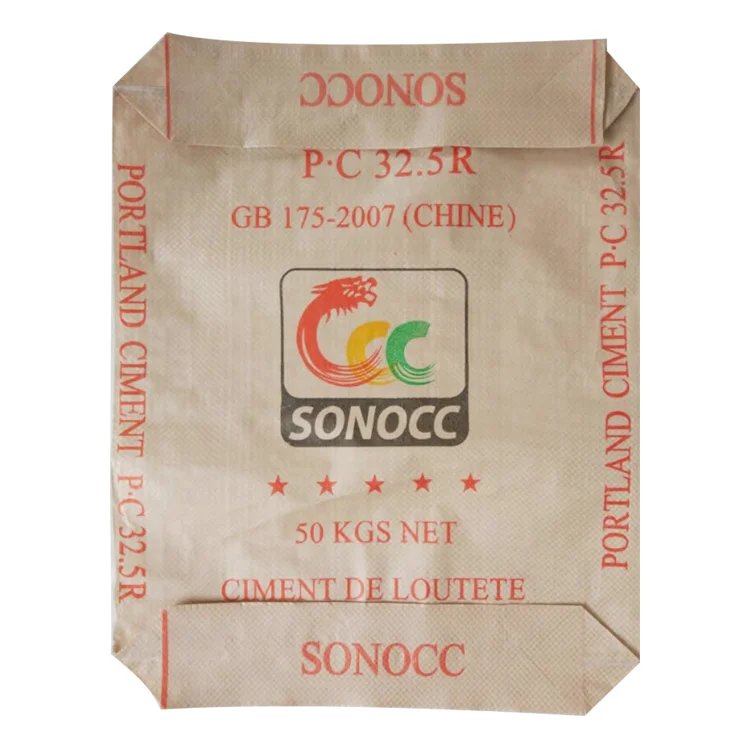 SONOCC
P·C 32.5R
GB 175-2007 (CHINE)
PORTLAND CIMENT P·C 32.5R
PORTLAND CIMENT P·C 32.5R
SONOCC
50 KGS NET
CIMENT DE LOUTETE
SONOCC